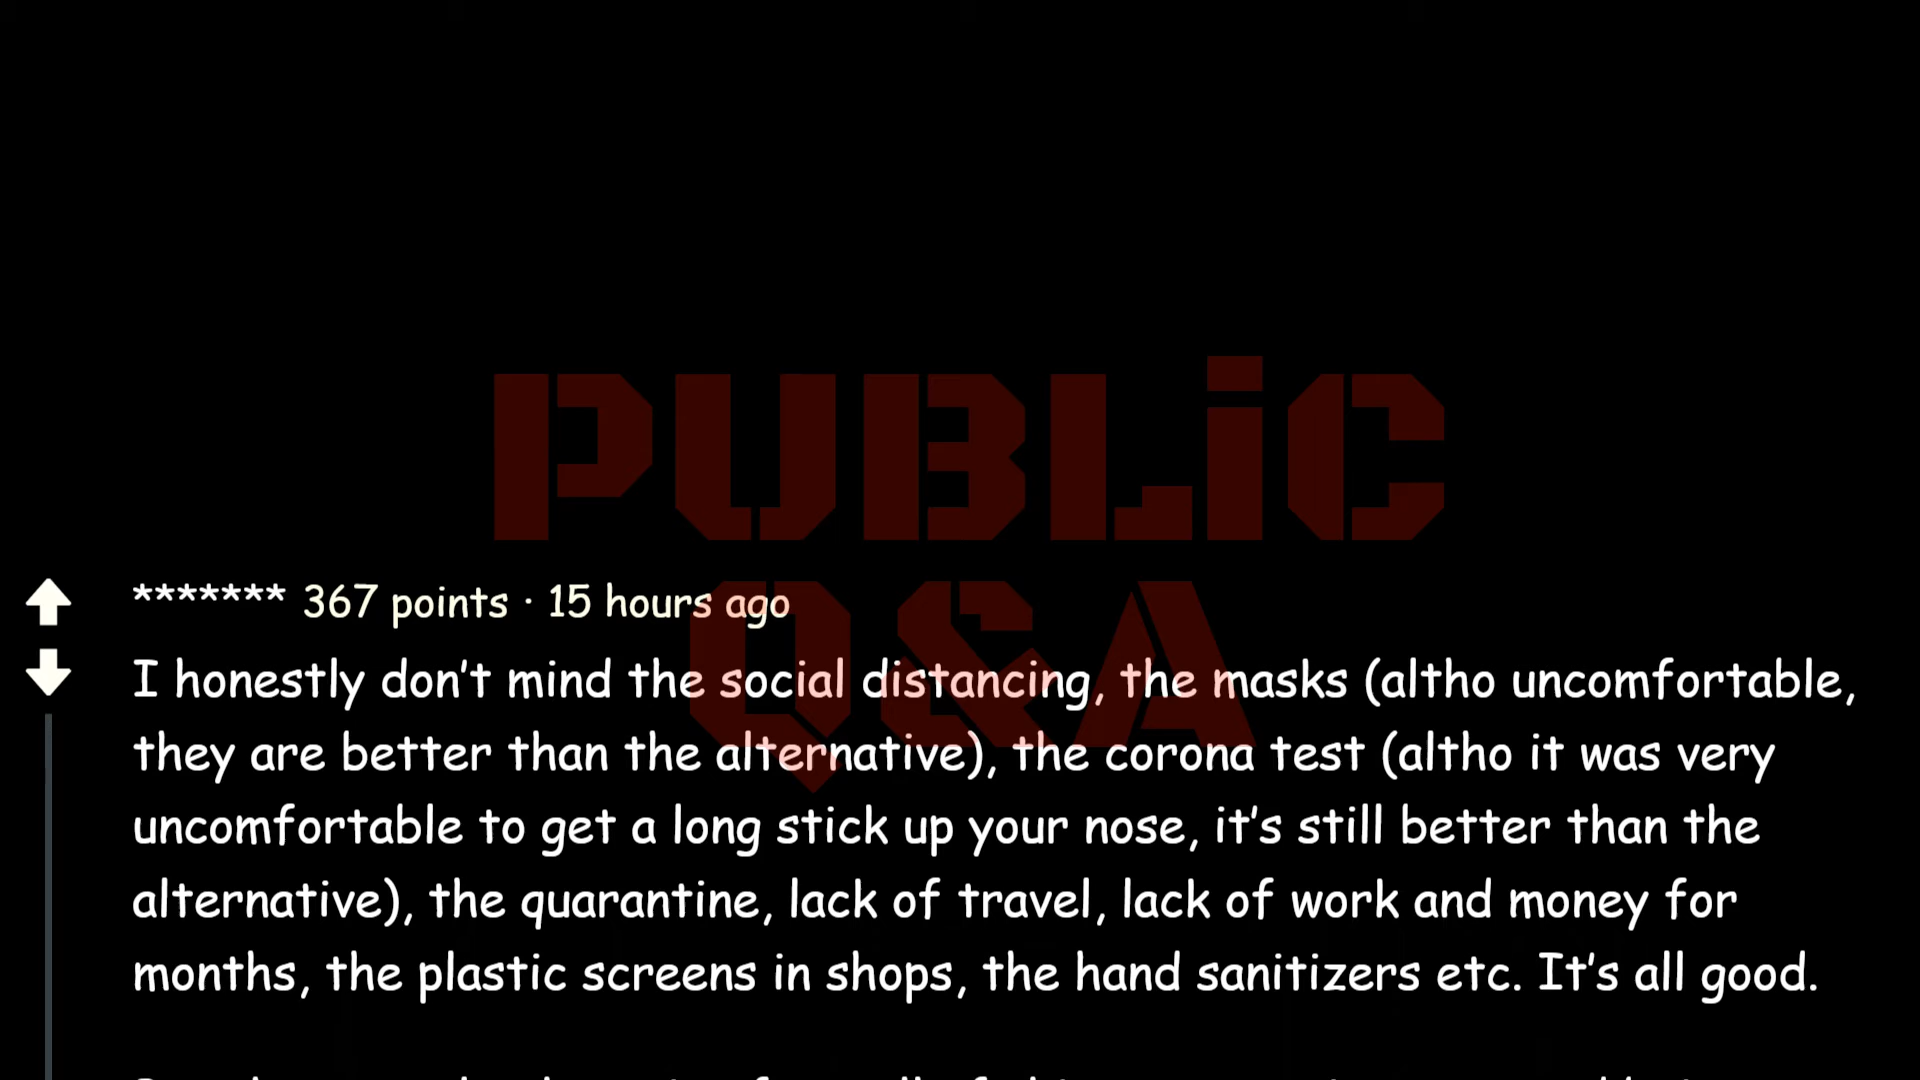 PUBLiC
Q&A
******* 367 points · 15 hours ago
I honestly don't mind the social distancing, the masks (altho uncomfortable,
they are better than the alternative), the corona test (altho it was very
uncomfortable to get a long stick up your nose, it's still better than the
alternative), the quarantine, lack of travel, lack of work and money for
months, the plastic screens in shops, the hand sanitizers etc. It's all good.